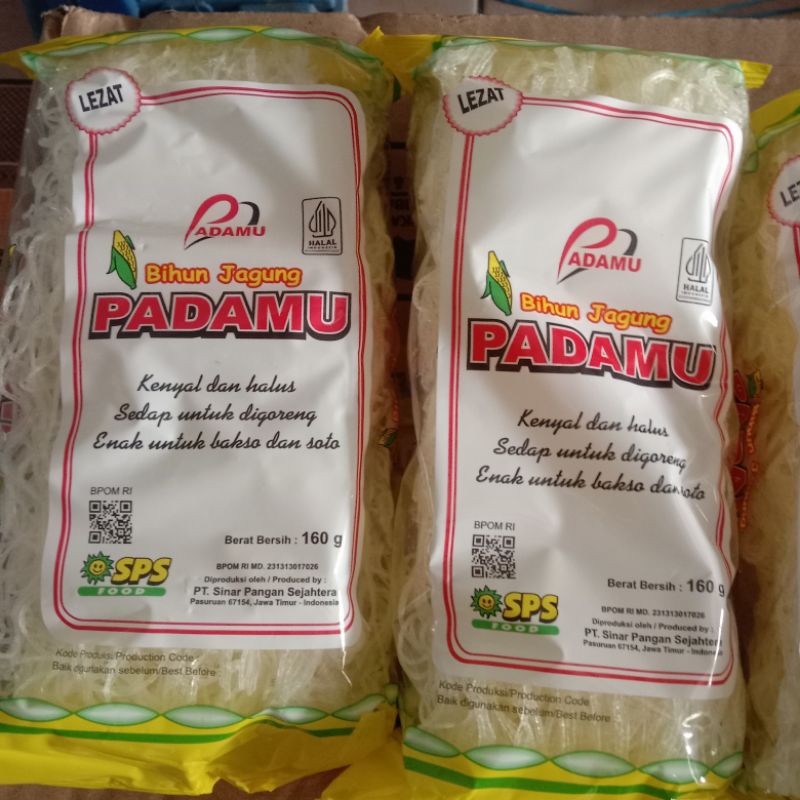 LEZAT
PADAMU
HALAL
INDONESIA
Bihun Jagung
PADAMU
Kenyal dan halus
Sedap untuk digoreng
Enak untuk bakso dan soto
BPOM RI
Berat Bersih : 160 g
SPS
FOOD
BPOM RI MD. 231313017026
Diproduksi oleh / Produced by :
PT. Sinar Pangan Sejahtera
Pasuruan 67154, Jawa Timur - Indonesia
Kode Produksi/Production Code :
Baik digunakan sebelum/Best Before :
LEZAT
PADAMU
HALAL
INDONESIA
Bihun Jagung
PADAMU
Kenyal dan halus
Sedap untuk digoreng
Enak untuk bakso dan soto
BPOM RI
Berat Bersih : 160 g
SPS
FOOD
BPOM RI MD. 231313017026
Diproduksi oleh / Produced by :
PT. Sinar Pangan Sejahtera
Pasuruan 67154, Jawa Timur - Indonesia
Kode Produksi/Production Code
Baik digunakan sebelum/Best Before :
LEZAT